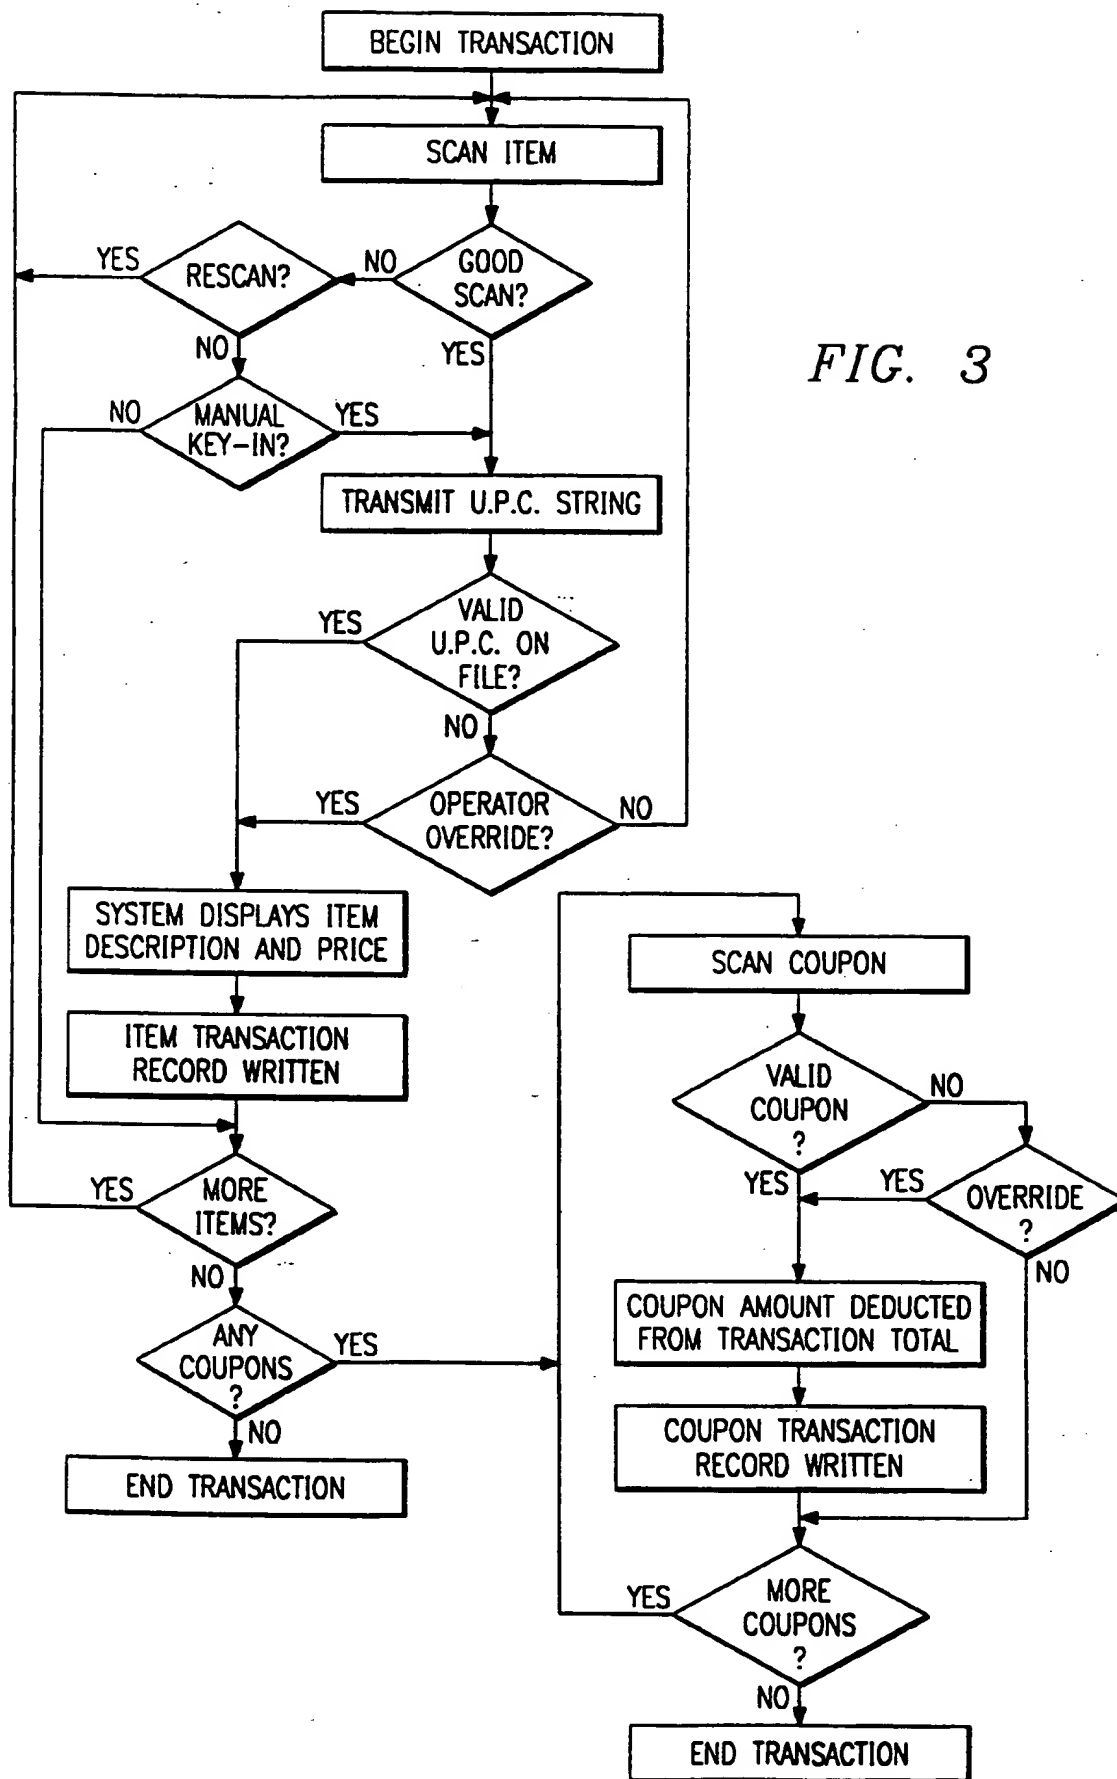 BEGIN TRANSACTION
SCAN ITEM
YES
RESCAN?
NO
GOOD
SCAN?
NO
YES
FIG. 3
NO
MANUAL
KEY-IN?
YES
TRANSMIT U.P.C. STRING
YES
VALID
U.P.C. ON
FILE?
NO
YES
OPERATOR
OVERRIDE?
NO
SYSTEM DISPLAYS ITEM
DESCRIPTION AND PRICE
ITEM TRANSACTION
RECORD WRITTEN
YES
MORE
ITEMS?
NO
ANY
COUPONS
?
YES
NO
END TRANSACTION
SCAN COUPON
VALID
COUPON
?
NO
YES
YES
OVERRIDE
?
NO
COUPON AMOUNT DEDUCTED
FROM TRANSACTION TOTAL
COUPON TRANSACTION
RECORD WRITTEN
YES
MORE
COUPONS
?
NO
END TRANSACTION